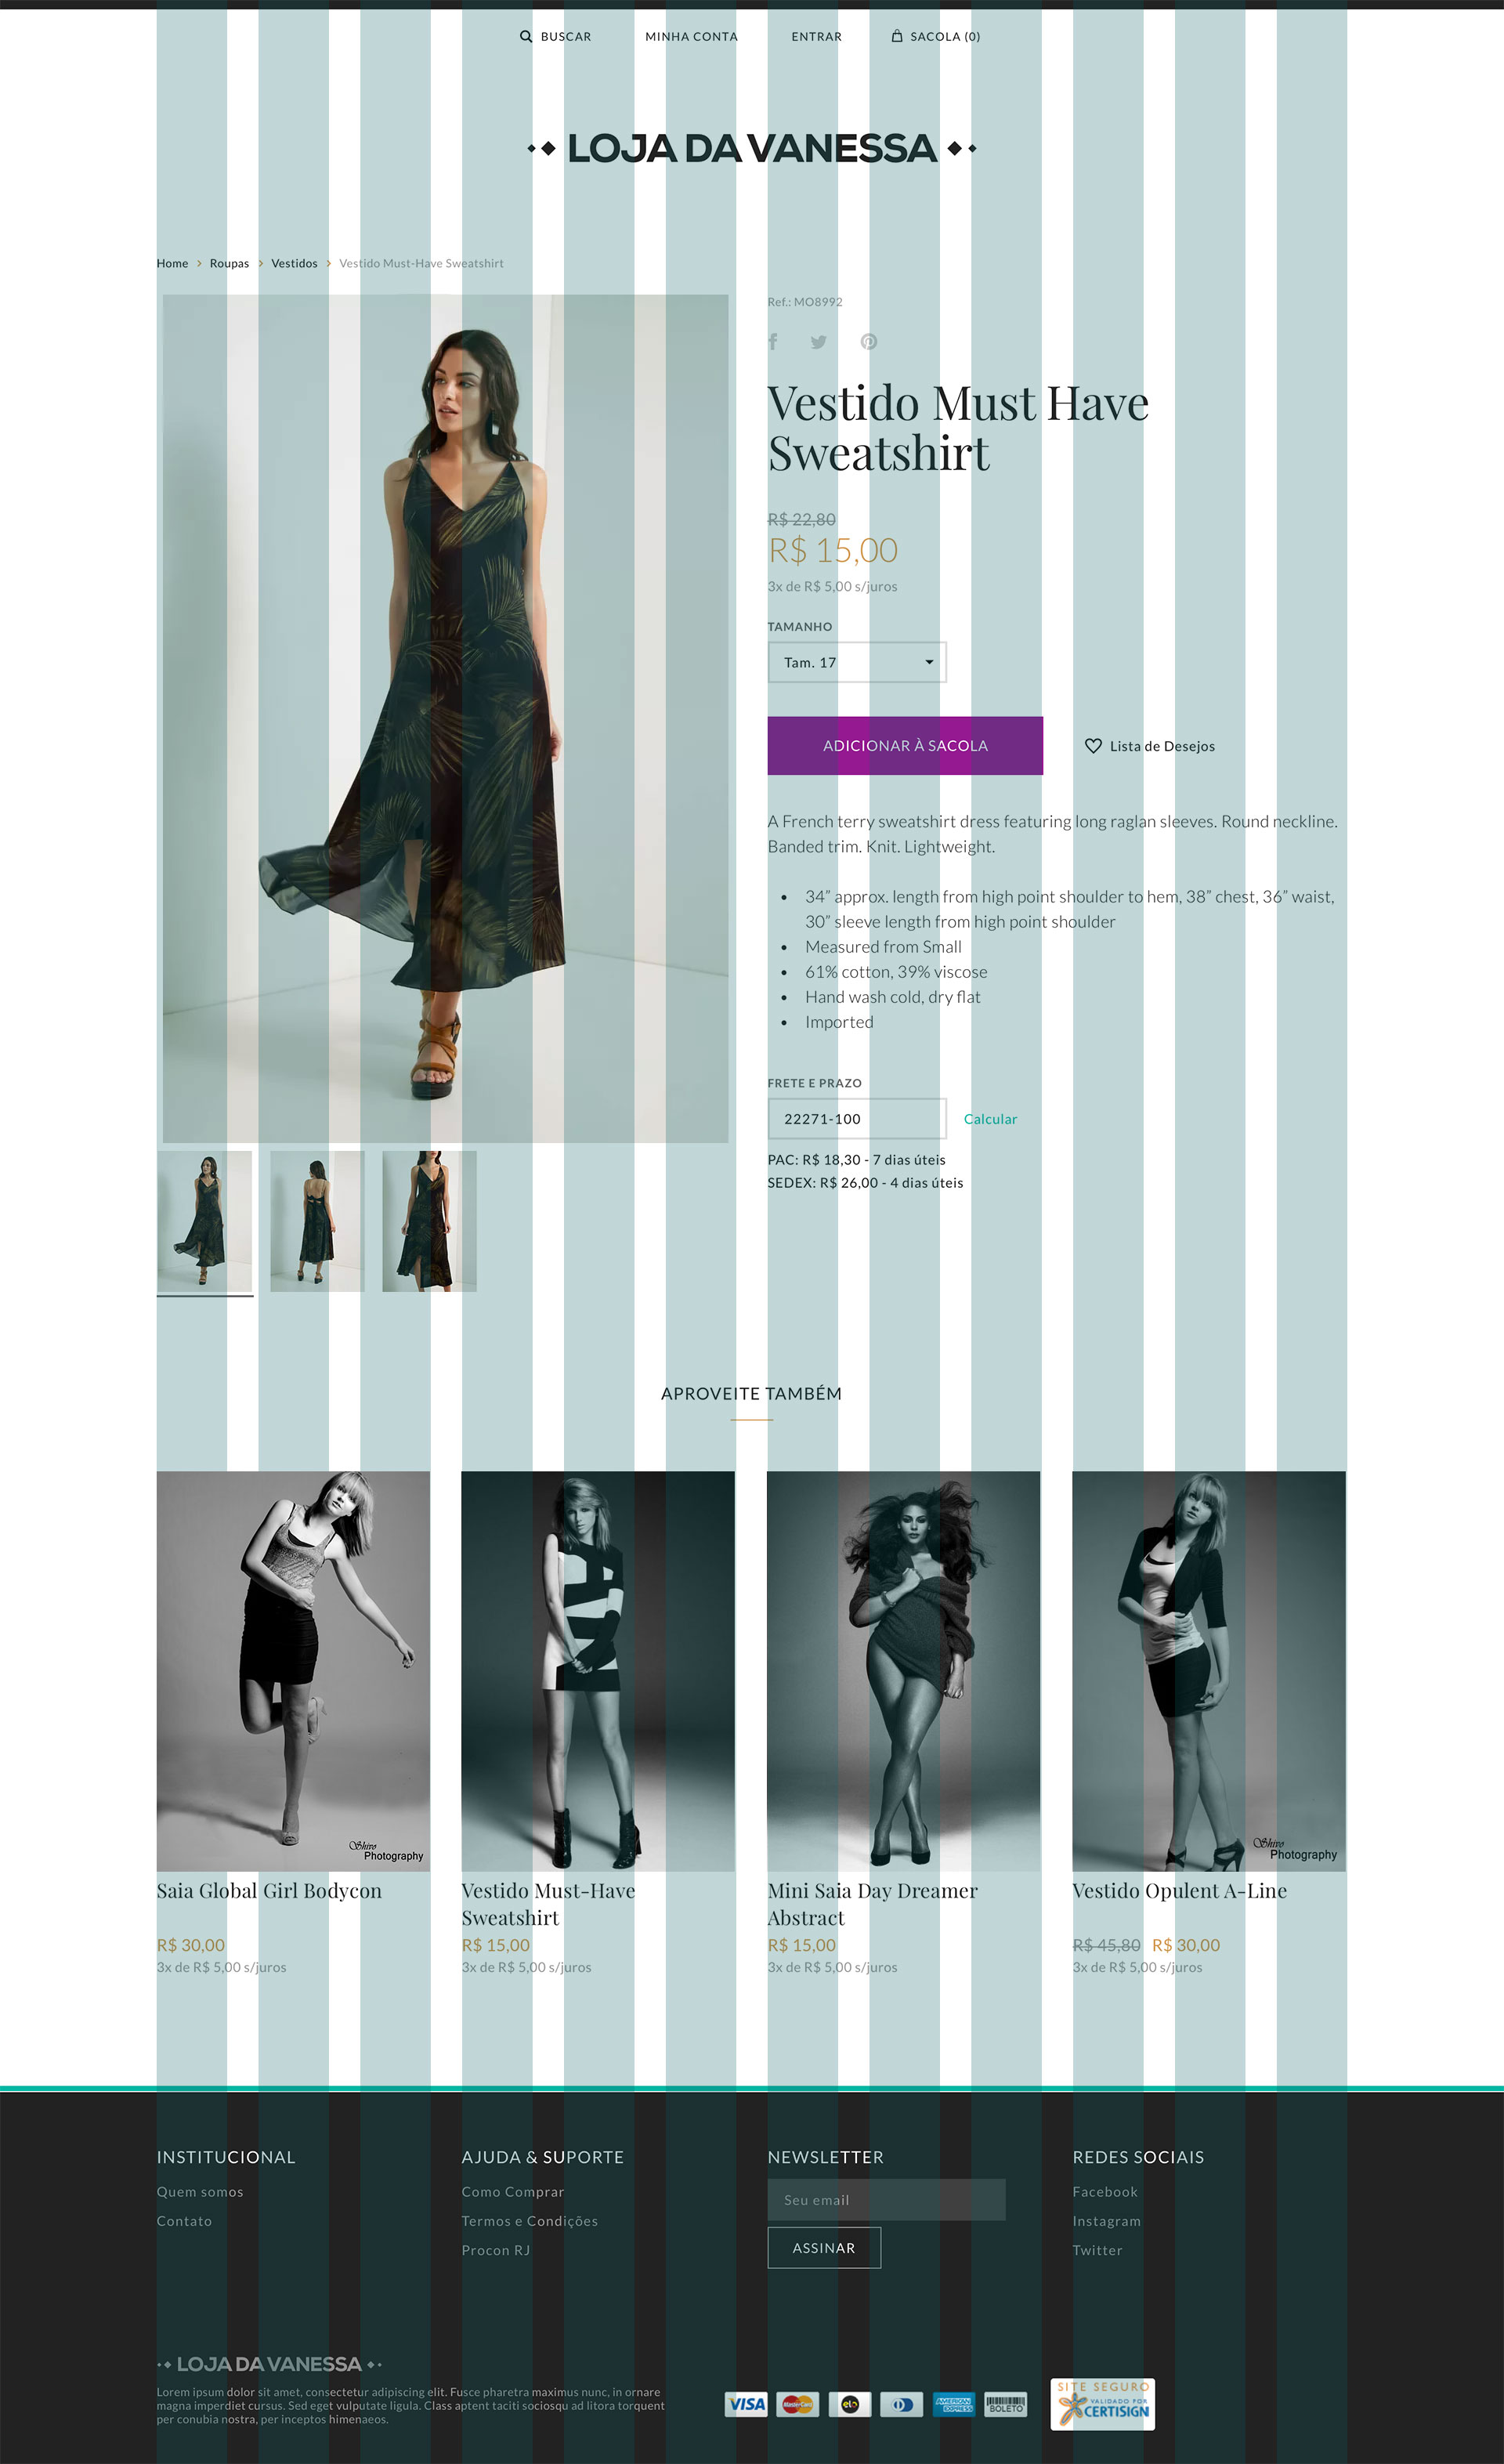 BUSCAR MINHA CONTA ENTRAR SACOLA (0)
LOJA DA VANESSA
Home > Roupas > Vestidos > Vestido Must-Have Sweatshirt
Ref.: MO8992
Vestido Must Have
Sweatshirt
R$ 22,80
R$ 15,00
3x de R$ 5,00 s/juros
TAMANHO
Tam. 17
ADICIONAR À SACOLA
Lista de Desejos
A French terry sweatshirt dress featuring long raglan sleeves. Round neckline.
Banded trim. Knit. Lightweight.
• 34” approx. length from high point shoulder to hem, 38” chest, 36” waist,
30” sleeve length from high point shoulder
• Measured from Small
• 61% cotton, 39% viscose
• Hand wash cold, dry flat
• Imported
FRETE E PRAZO
22271-100
Calcular
PAC: R$ 18,30 - 7 dias úteis
SEDEX: R$ 26,00 - 4 dias úteis
APROVEITE TAMBÉM
Shivo
Photography
Saia Global Girl Bodycon
R$ 30,00
3x de R$ 5,00 s/juros
Vestido Must-Have
Sweatshirt
R$ 15,00
3x de R$ 5,00 s/juros
Mini Saia Day Dreamer
Abstract
R$ 15,00
3x de R$ 5,00 s/juros
Shivo
Photography
Vestido Opulent A-Line
R$ 45,80 R$ 30,00
3x de R$ 5,00 s/juros
INSTITUCIONAL
Quem somos
Contato
AJUDA & SUPORTE
Como Comprar
Termos e Condições
Procon RJ
NEWSLETTER
Seu email
ASSINAR
REDES SOCIAIS
Facebook
Instagram
Twitter
LOJA DA VANESSA
Lorem ipsum dolor sit amet, consectetur adipiscing elit. Fusce pharetra maximus nunc, in ornare
magna imperdiet cursus. Sed eget vulputate ligula. Class aptent taciti sociosqu ad litora torquent
per conubia nostra, per inceptos himenaeos.
VISA
MasterCard
elo
AMERICAN
EXPRESS
BOLETO
SITE SEGURO
VALIDADO POR
CERTISIGN